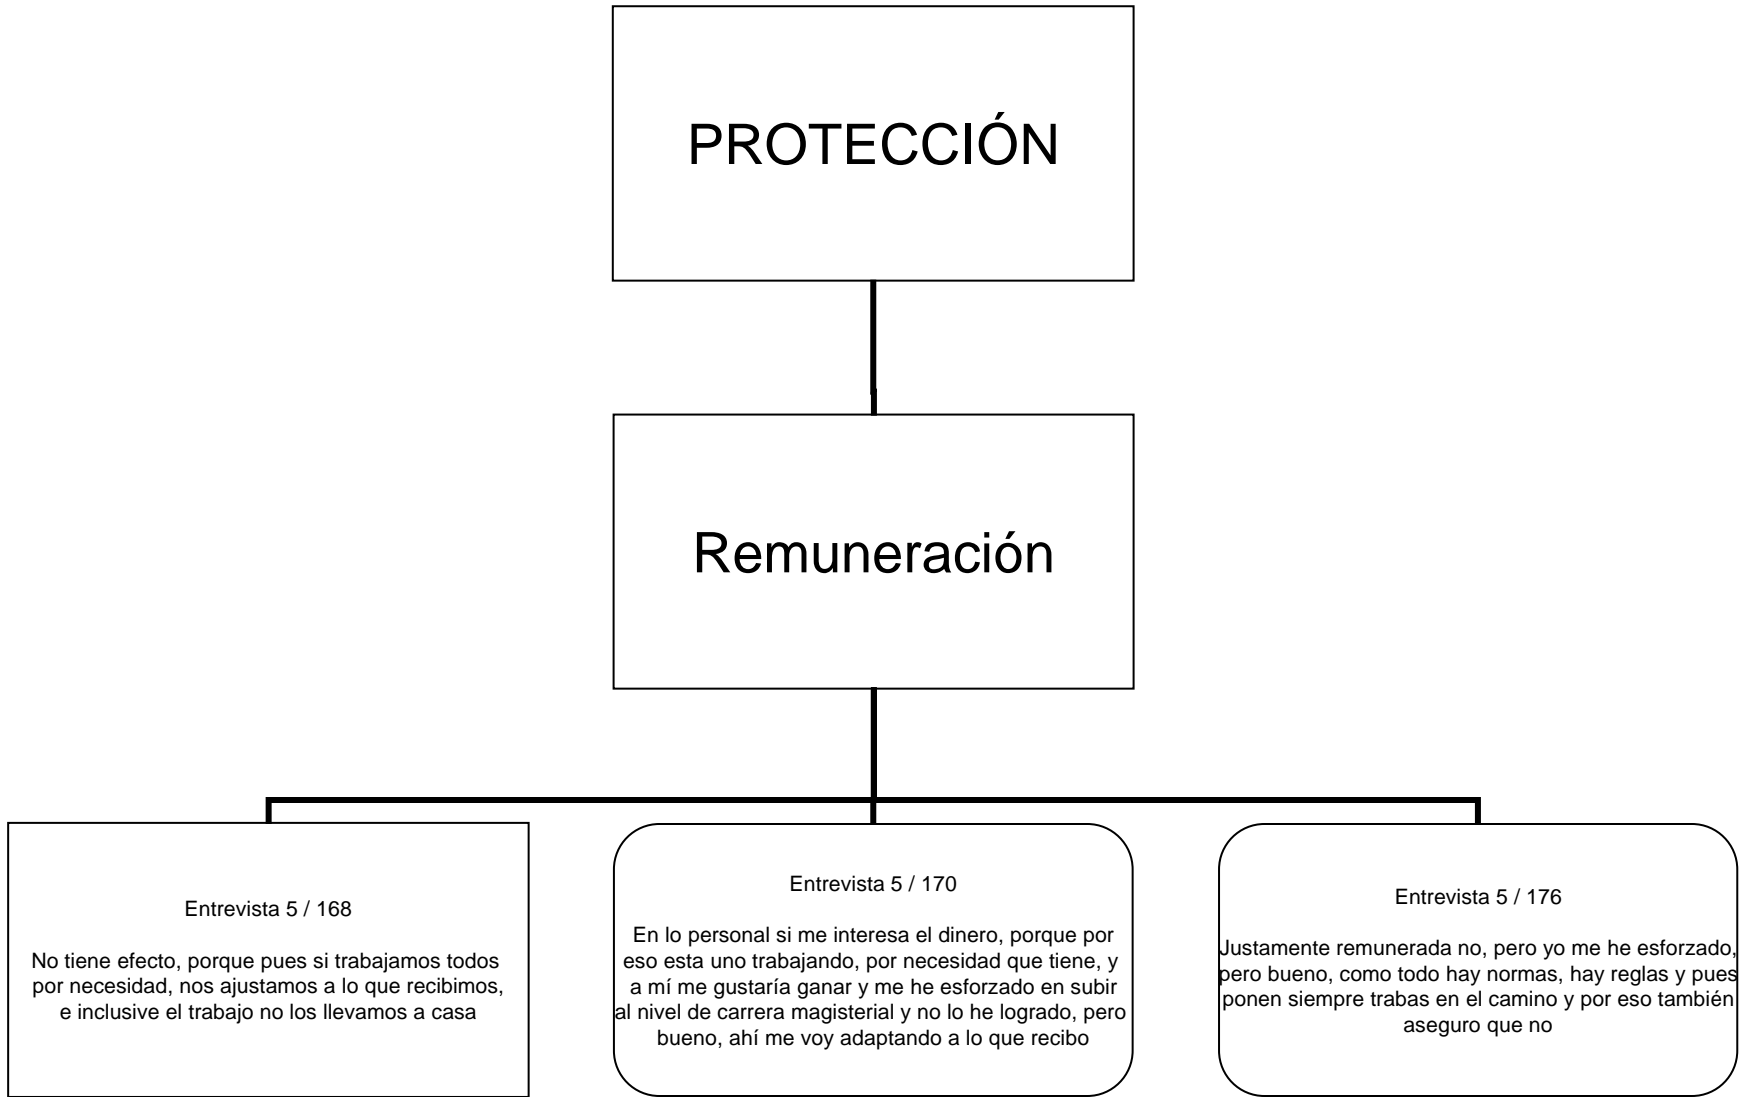 PROTECCIÓN
Remuneración
Entrevista 5 / 168
No tiene efecto, porque pues si trabajamos todos
por necesidad, nos ajustamos a lo que recibimos,
e inclusive el trabajo no los llevamos a casa
Entrevista 5 / 170
En lo personal si me interesa el dinero, porque por
eso esta uno trabajando, por necesidad que tiene, y
a mí me gustaría ganar y me he esforzado en subir
al nivel de carrera magisterial y no lo he logrado, pero
bueno, ahí me voy adaptando a lo que recibo
Entrevista 5 / 176
Justamente remunerada no, pero yo me he esforzado,
pero bueno, como todo hay normas, hay reglas y pues
ponen siempre trabas en el camino y por eso también
aseguro que no